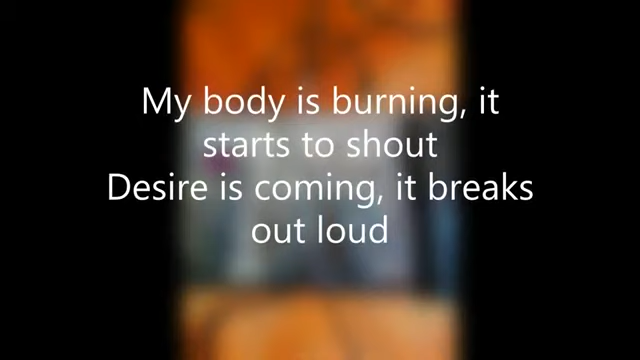 My body is burning, it
starts to shout
Desire is coming, it breaks
out loud